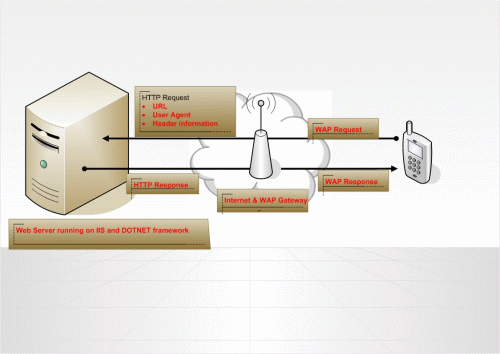 HTTP Request
• URL
• User Agent
• Header information
WAP Request
HTTP Response
WAP Response
Internet & WAP Gateway
Web Server running on IIS and DOTNET framework